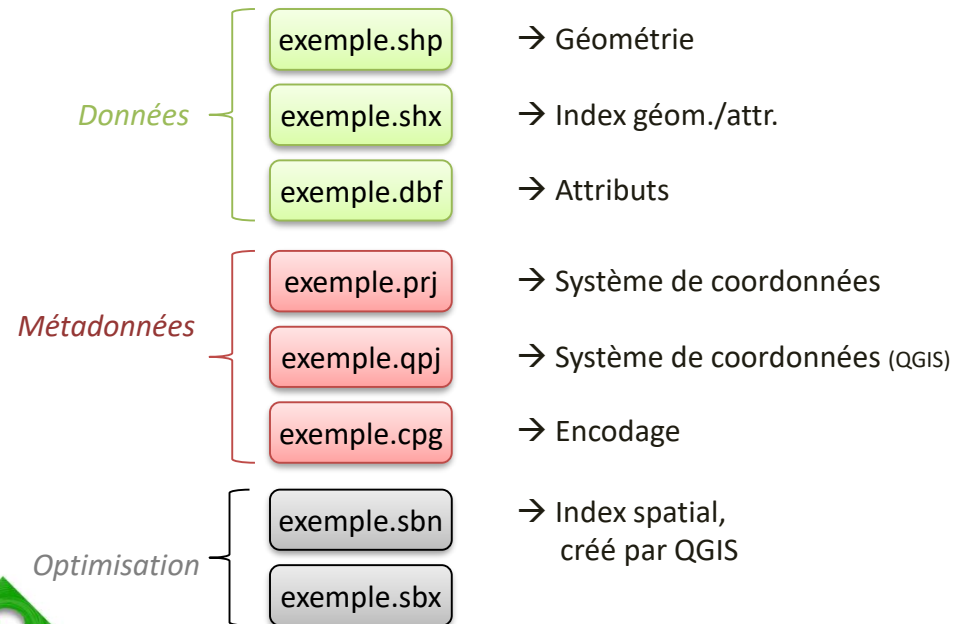 Données
exemple.shp → Géométrie
exemple.shx → Index géom./attr.
exemple.dbf → Attributs
Métadonnées
exemple.prj → Système de coordonnées
exemple.qpj → Système de coordonnées (QGIS)
exemple.cpg → Encodage
Optimisation
exemple.sbn → Index spatial,
créé par QGIS
exemple.sbx